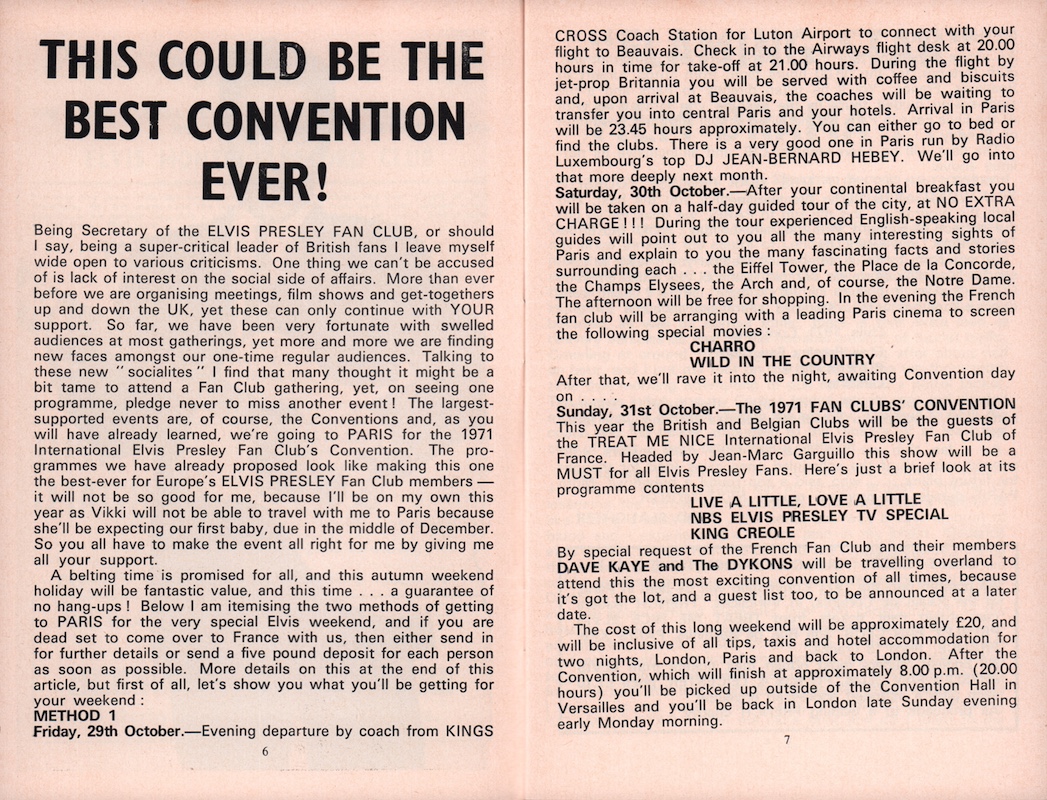 THIS COULD BE THE
BEST CONVENTION
EVER!
Being Secretary of the ELVIS PRESLEY FAN CLUB, or should
I say, being a super-critical leader of British fans I leave myself
wide open to various criticisms. One thing we can't be accused
of is lack of interest on the social side of affairs. More than ever
before we are organising meetings, film shows and get-togethers
up and down the UK, yet these can only continue with YOUR
support. So far, we have been very fortunate with swelled
audiences at most gatherings, yet more and more we are finding
new faces amongst our one-time regular audiences. Talking to
these new "socialites" I find that many thought it might be a
bit tame to attend a Fan Club gathering, yet, on seeing one
programme, pledge never to miss another event! The largest-
supported events are, of course, the Conventions and, as you
will have already learned, we're going to PARIS for the 1971
International Elvis Presley Fan Club's Convention. The pro-
grammes we have already proposed look like making this one
the best-ever for Europe's ELVIS PRESLEY Fan Club members—
it will not be so good for me, because I'll be on my own this
year as Vikki will not be able to travel with me to Paris because
she'll be expecting our first baby, due in the middle of December.
So you all have to make the event all right for me by giving me
all your support.
A belting time is promised for all, and this autumn weekend
holiday will be fantastic value, and this time . . . a guarantee of
no hang-ups! Below I am itemising the two methods of getting
to PARIS for the very special Elvis weekend, and if you are
dead set to come over to France with us, then either send in
for further details or send a five pound deposit for each person
as soon as possible. More details on this at the end of this
article, but first of all, let's show you what you'll be getting for
your weekend :
METHOD 1
Friday, 29th October.—Evening departure by coach from KINGS
6
CROSS Coach Station for Luton Airport to connect with your
flight to Beauvais. Check in to the Airways flight desk at 20.00
hours in time for take-off at 21.00 hours. During the flight by
jet-prop Britannia you will be served with coffee and biscuits
and, upon arrival at Beauvais, the coaches will be waiting to
transfer you into central Paris and your hotels. Arrival in Paris
will be 23.45 hours approximately. You can either go to bed or
find the clubs. There is a very good one in Paris run by Radio
Luxembourg's top DJ JEAN-BERNARD HEBEY. We'll go into
that more deeply next month.
Saturday, 30th October.—After your continental breakfast you
will be taken on a half-day guided tour of the city, at NO EXTRA
CHARGE!!! During the tour experienced English-speaking local
guides will point out to you all the many interesting sights of
Paris and explain to you the many fascinating facts and stories
surrounding each . . . the Eiffel Tower, the Place de la Concorde,
the Champs Elysees, the Arch and, of course, the Notre Dame.
The afternoon will be free for shopping. In the evening the French
fan club will be arranging with a leading Paris cinema to screen
the following special movies :
CHARRO
WILD IN THE COUNTRY
After that, we'll rave it into the night, awaiting Convention day
on . . . .
Sunday, 31st October.—The 1971 FAN CLUBS' CONVENTION
This year the British and Belgian Clubs will be the guests of
the TREAT ME NICE International Elvis Presley Fan Club of
France. Headed by Jean-Marc Garguillo this show will be a
MUST for all Elvis Presley Fans. Here's just a brief look at its
programme contents
LIVE A LITTLE, LOVE A LITTLE
NBS ELVIS PRESLEY TV SPECIAL
KING CREOLE
By special request of the French Fan Club and their members
DAVE KAYE and The DYKONS will be travelling overland to
attend this the most exciting convention of all times, because
it's got the lot, and a guest list too, to be announced at a later
date.
The cost of this long weekend will be approximately £20, and
will be inclusive of all tips, taxis and hotel accommodation for
two nights, London, Paris and back to London. After the
Convention, which will finish at approximately 8.00 p.m. (20.00
hours) you'll be picked up outside of the Convention Hall in
Versailles and you'll be back in London late Sunday evening
early Monday morning.
7